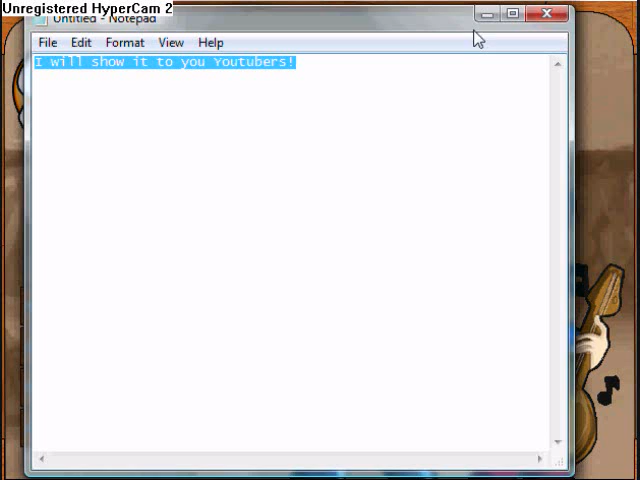 Unregistered HyperCam 2
Untitled - Notepad
File Edit Format View Help
I will show it to you Youtubers!